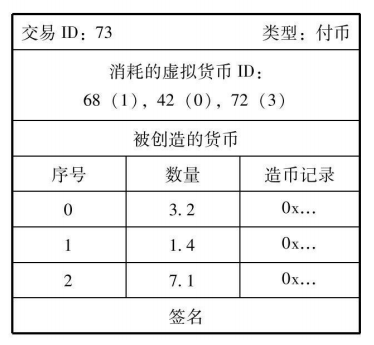 交易 ID：73 类型：付币
消耗的虚拟货币 ID：
68（1），42（0），72（3）
被创造的货币
序号 数量 造币记录
0 3.2 0x…
1 1.4 0x…
2 7.1 0x…
签名